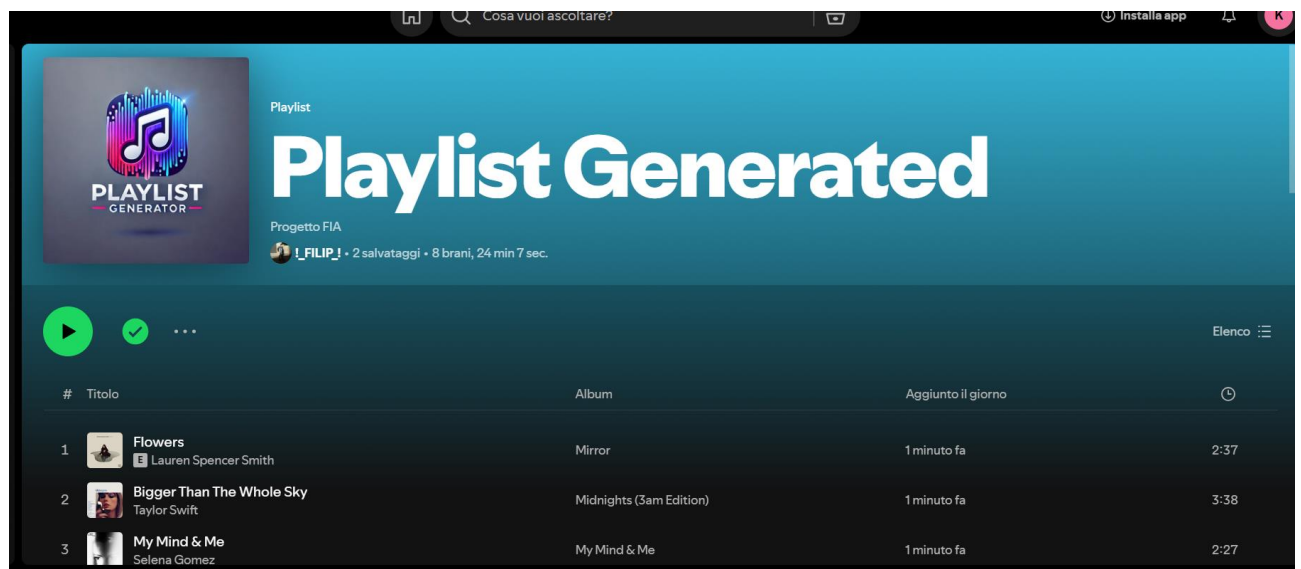 Cosa vuoi ascoltare?
Installa app
K
PLAYLIST
GENERATOR
Playlist
Playlist Generated
Progetto FIA
!_FILIP_! • 2 salvataggi • 8 brani, 24 min 7 sec.
Elenco
# Titolo Album Aggiunto il giorno
1 Flowers Mirror 1 minuto fa 2:37
E Lauren Spencer Smith
2 Bigger Than The Whole Sky Midnights (3am Edition) 1 minuto fa 3:38
Taylor Swift
3 My Mind & Me My Mind & Me 1 minuto fa 2:27
Selena Gomez